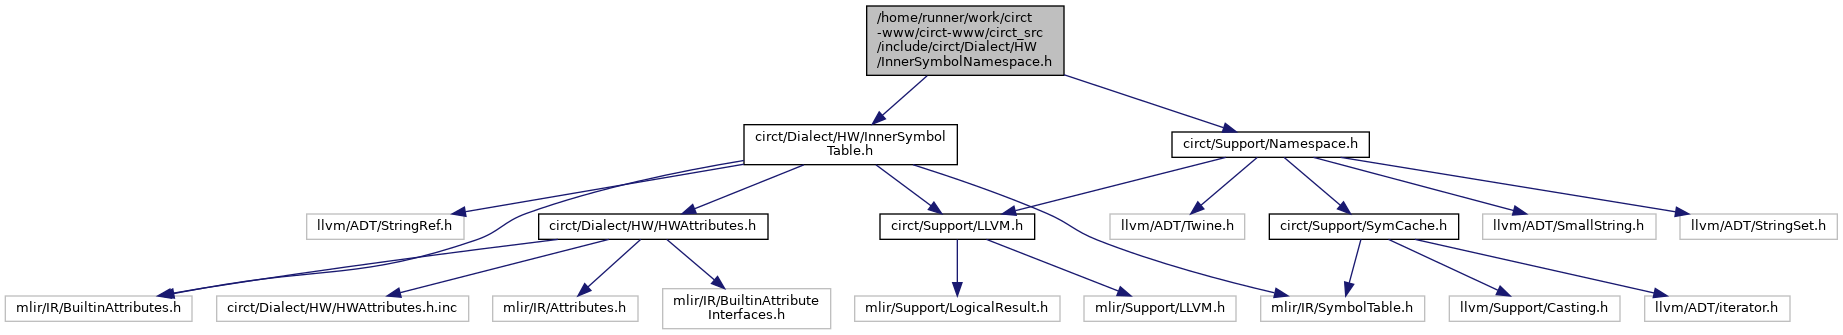 /home/runner/work/circt
-www/circt-www/circt_src
/include/circt/Dialect/HW
/InnerSymbolNamespace.h
circt/Dialect/HW/InnerSymbol
Table.h
circt/Support/Namespace.h
llvm/ADT/StringRef.h
circt/Dialect/HW/HWAttributes.h
circt/Support/LLVM.h
llvm/ADT/Twine.h
circt/Support/SymCache.h
llvm/ADT/SmallString.h
llvm/ADT/StringSet.h
mlir/IR/BuiltinAttributes.h
circt/Dialect/HW/HWAttributes.h.inc
mlir/IR/Attributes.h
mlir/IR/BuiltinAttribute
Interfaces.h
mlir/Support/LogicalResult.h
mlir/Support/LLVM.h
mlir/IR/SymbolTable.h
llvm/Support/Casting.h
llvm/ADT/iterator.h